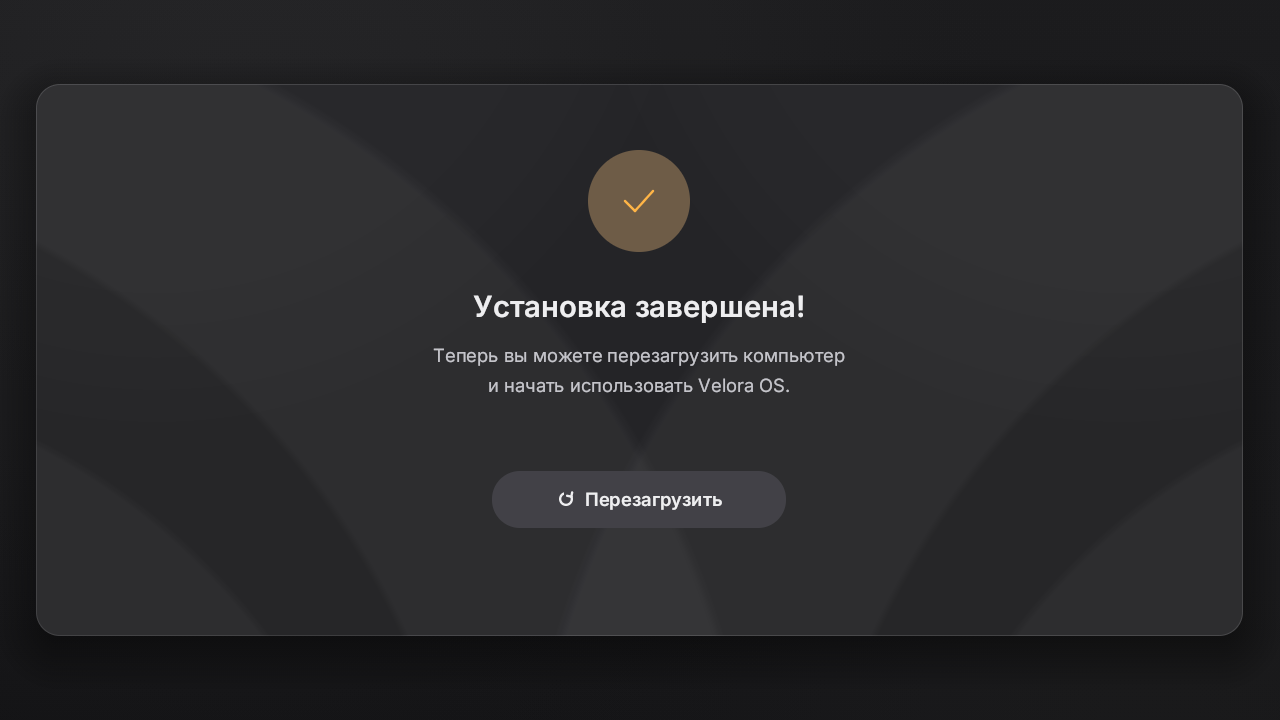 Установка завершена!
Теперь вы можете перезагрузить компьютер
и начать использовать Velora OS.
Перезагрузить